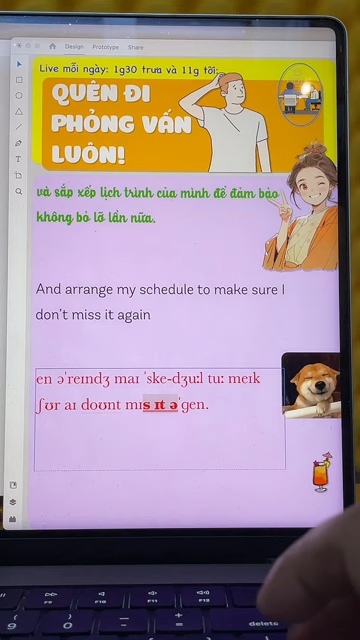 Design Prototype Share
Live mỗi ngày: 1g30 trưa và 11g tối:
QUÊN ĐI
PHỎNG VẤN
LUÔN!
và sắp xếp lịch trình của mình để đảm bảo
không bỏ lỡ lần nữa.
And arrange my schedule to make sure I
don't miss it again
en əˈreɪndʒ maɪ ˈske-dʒuːl tuː meɪk
ʃʊr aɪ doʊnt mɪs ɪt əˈgen.
delete